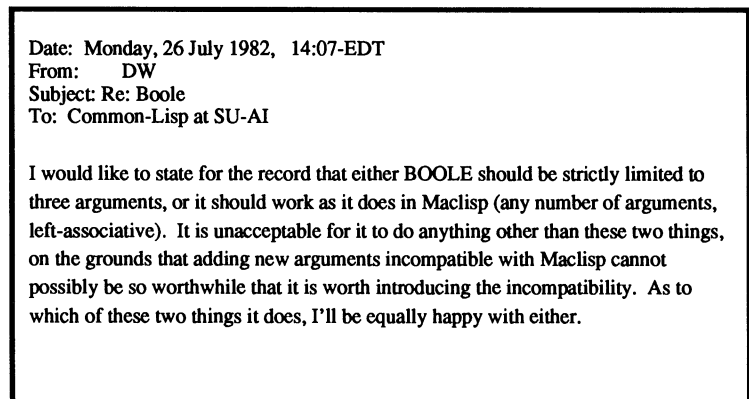 Date: Monday, 26 July 1982, 14:07-EDT
From: DW
Subject: Re: Boole
To: Common-Lisp at SU-AI
I would like to state for the record that either BOOLE should be strictly limited to
three arguments, or it should work as it does in Maclisp (any number of arguments,
left-associative). It is unacceptable for it to do anything other than these two things,
on the grounds that adding new arguments incompatible with Maclisp cannot
possibly be so worthwhile that it is worth introducing the incompatibility. As to
which of these two things it does, I'll be equally happy with either.